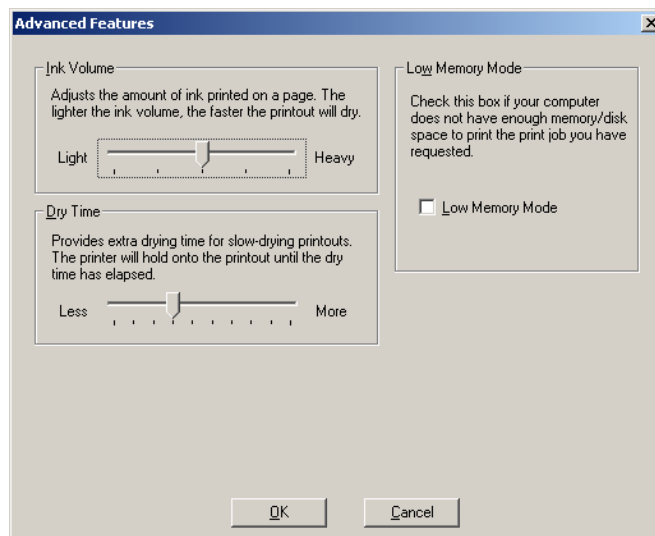 Advanced Features
Ink Volume
Adjusts the amount of ink printed on a page. The
lighter the ink volume, the faster the printout will dry.
Light
Heavy
Dry Time
Provides extra drying time for slow-drying printouts.
The printer will hold onto the printout until the dry
time has elapsed.
Less
More
Low Memory Mode
Check this box if your computer
does not have enough memory/disk
space to print the print job you have
requested.
Low Memory Mode
OK
Cancel